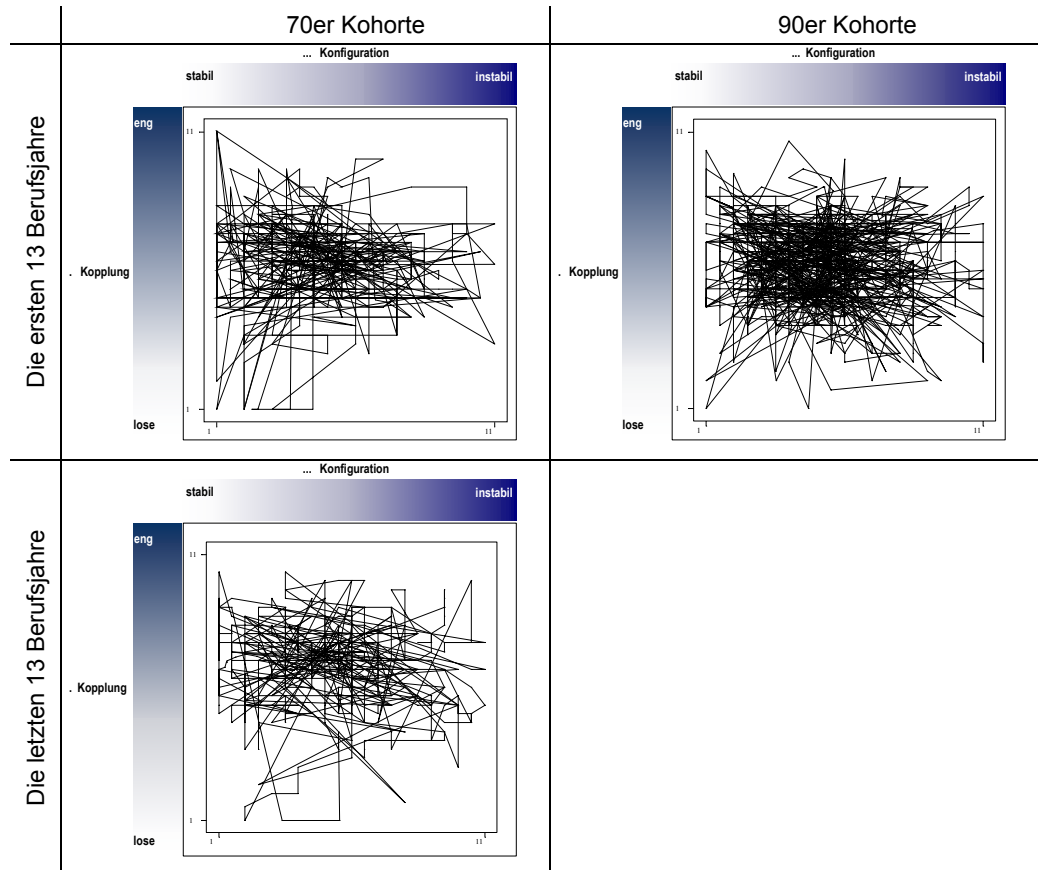 70er Kohorte
90er Kohorte
Die ersten 13 Berufsjahre
... Konfiguration
stabil
instabil
eng
. Kopplung
lose
11
1
1
11
... Konfiguration
stabil
instabil
eng
. Kopplung
lose
11
1
1
11
Die letzten 13 Berufsjahre
... Konfiguration
stabil
instabil
eng
. Kopplung
lose
11
1
1
11